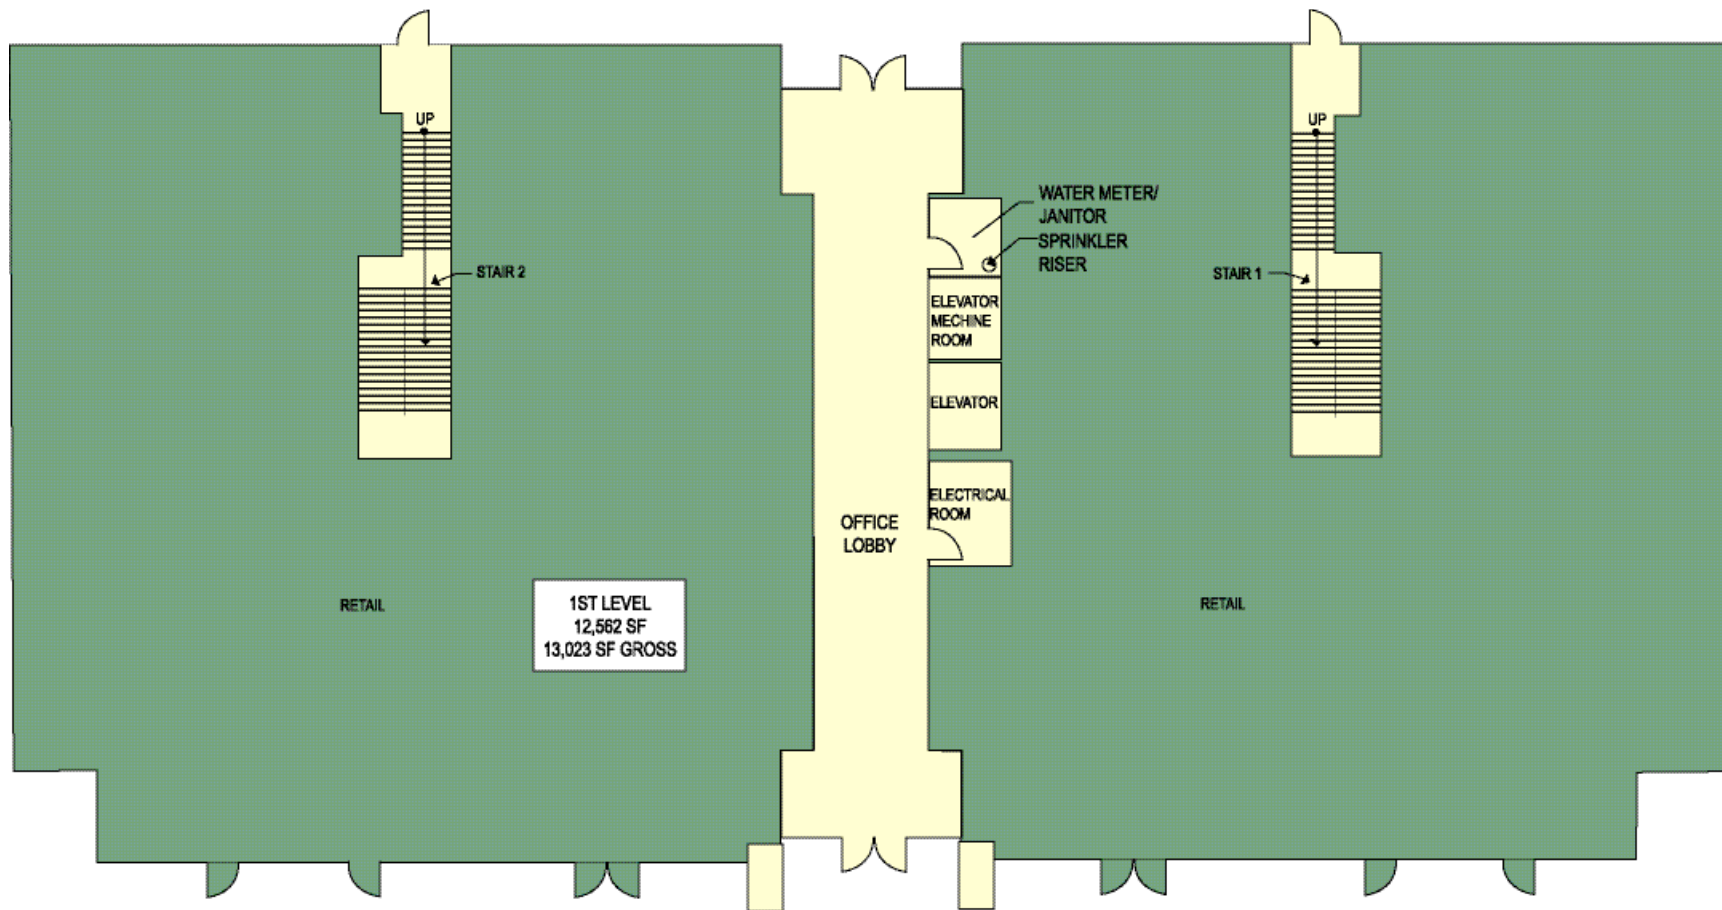 UP
UP
WATER METER/
JANITOR
SPRINKLER
RISER
STAIR 2
STAIR 1
ELEVATOR
MECHINE
ROOM
ELEVATOR
ELECTRICAL
ROOM
OFFICE
LOBBY
RETAIL
1ST LEVEL
12,562 SF
13,023 SF GROSS
RETAIL